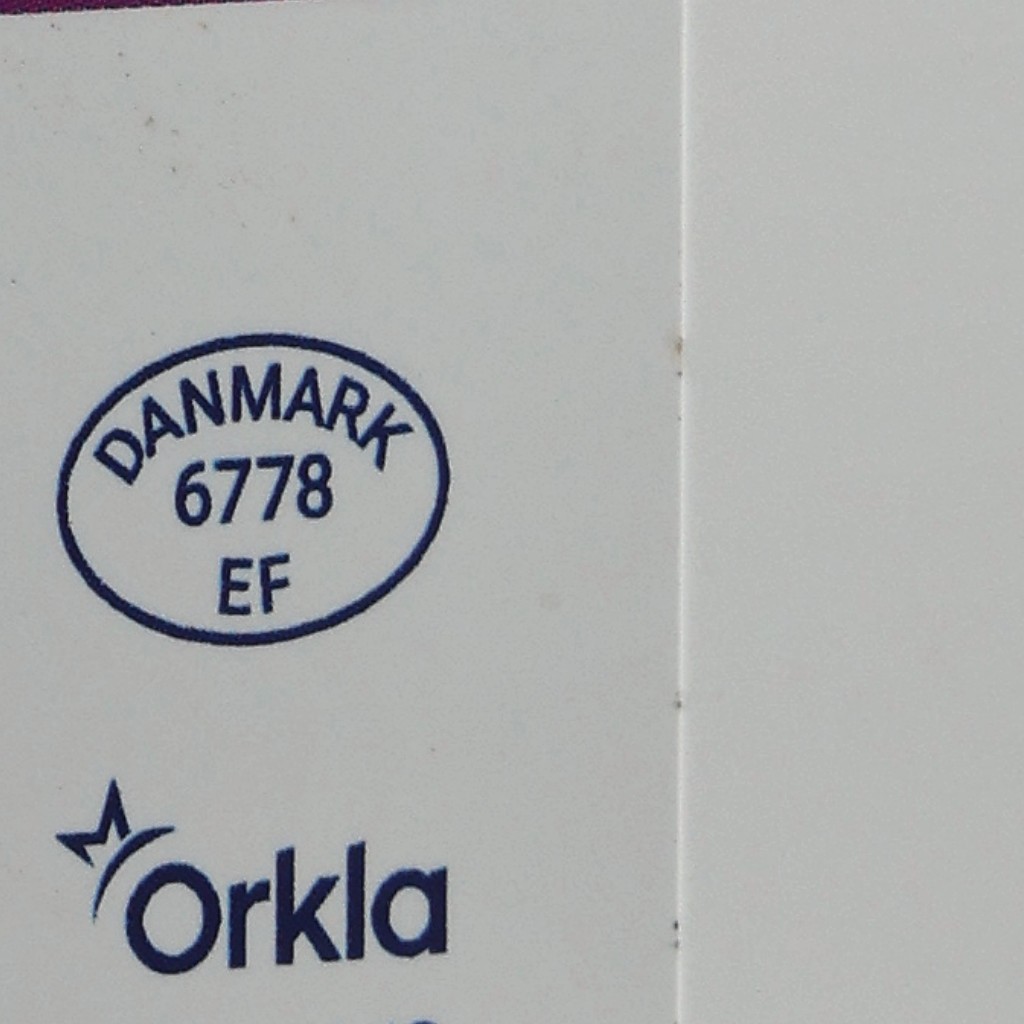 DANMARK
6778
EF
Orkla